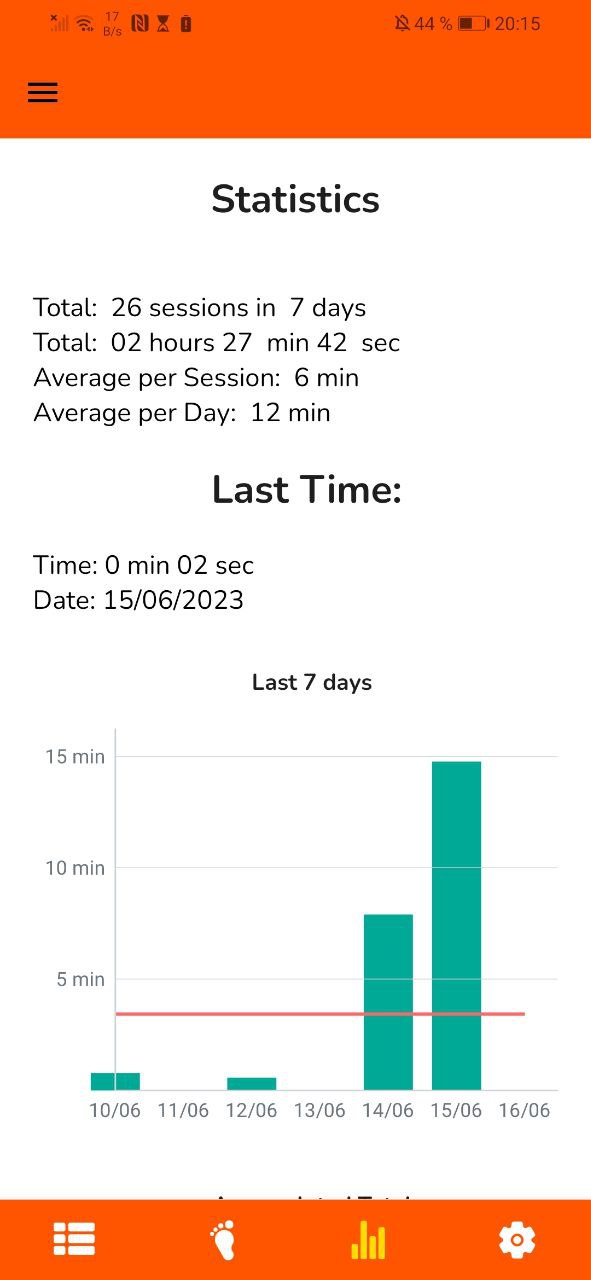 17
B/s
44 % 20:15
Statistics
Total: 26 sessions in 7 days
Total: 02 hours 27 min 42 sec
Average per Session: 6 min
Average per Day: 12 min
Last Time:
Time: 0 min 02 sec
Date: 15/06/2023
Last 7 days
15 min
10 min
5 min
10/06 11/06 12/06 13/06 14/06 15/06 16/06